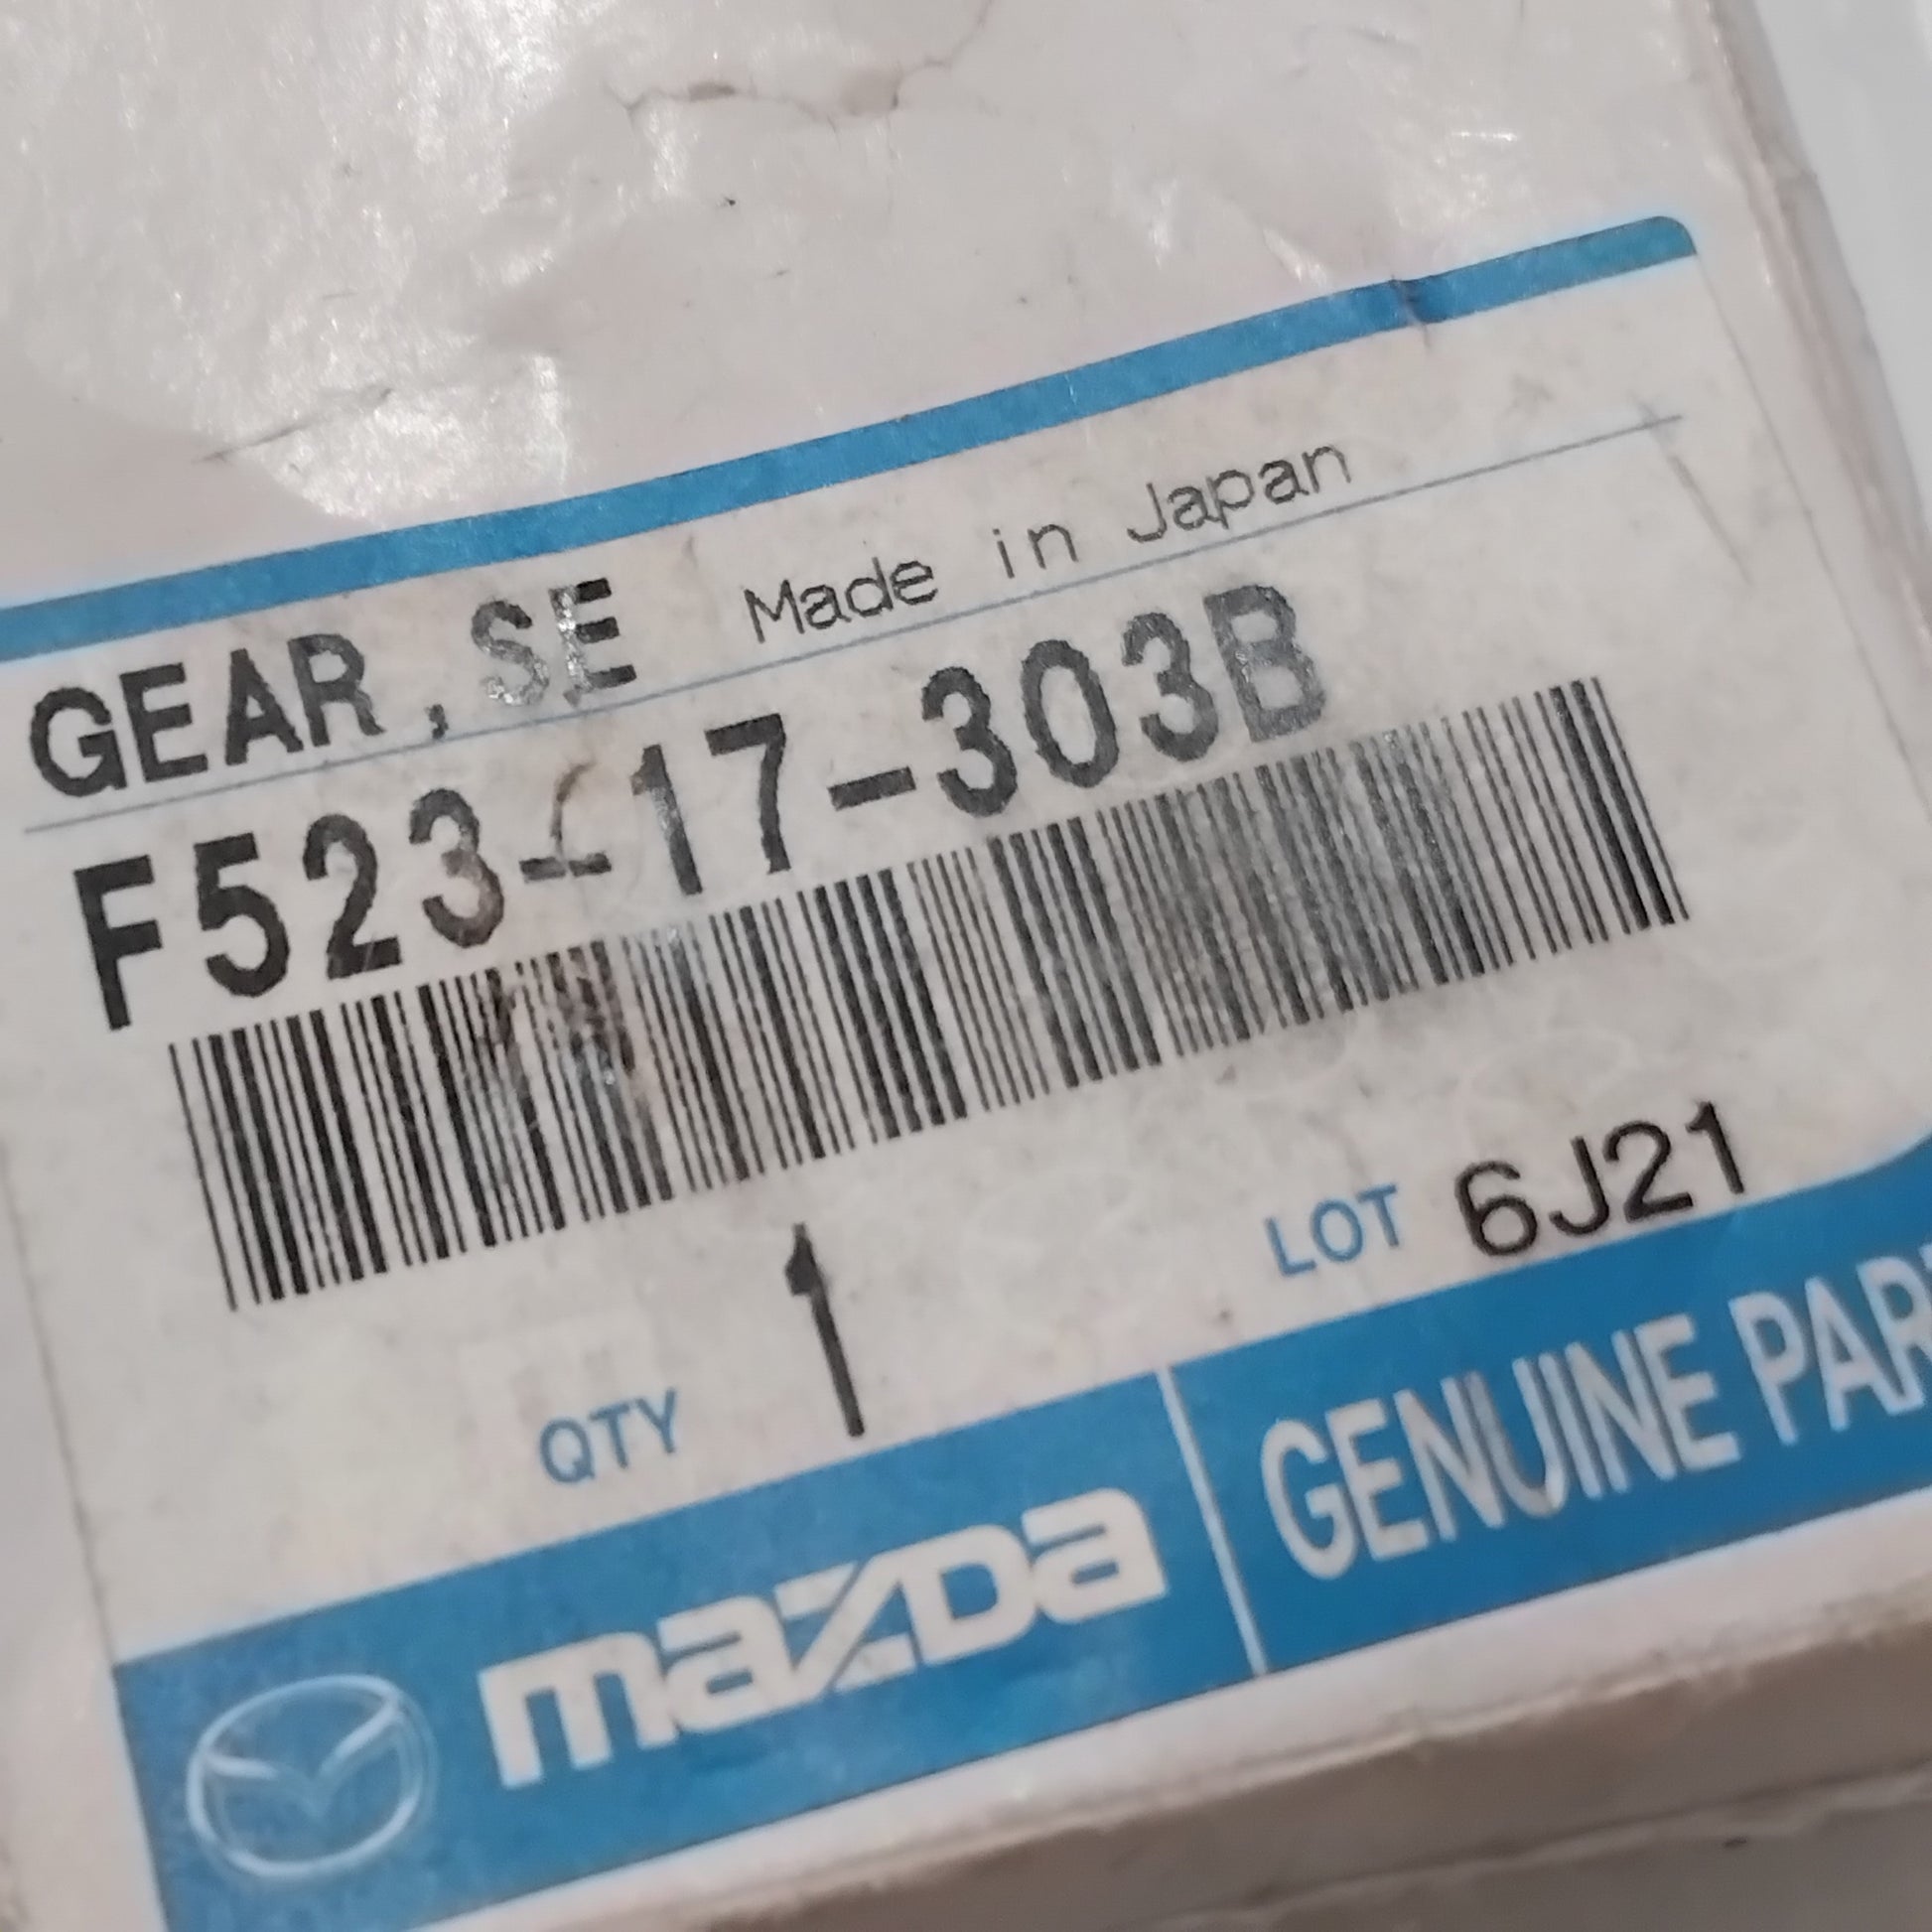 GEAR,SE Made in Japan
F523-17-303B
QTY 1 LOT 6J21
mazda GENUINE PAR